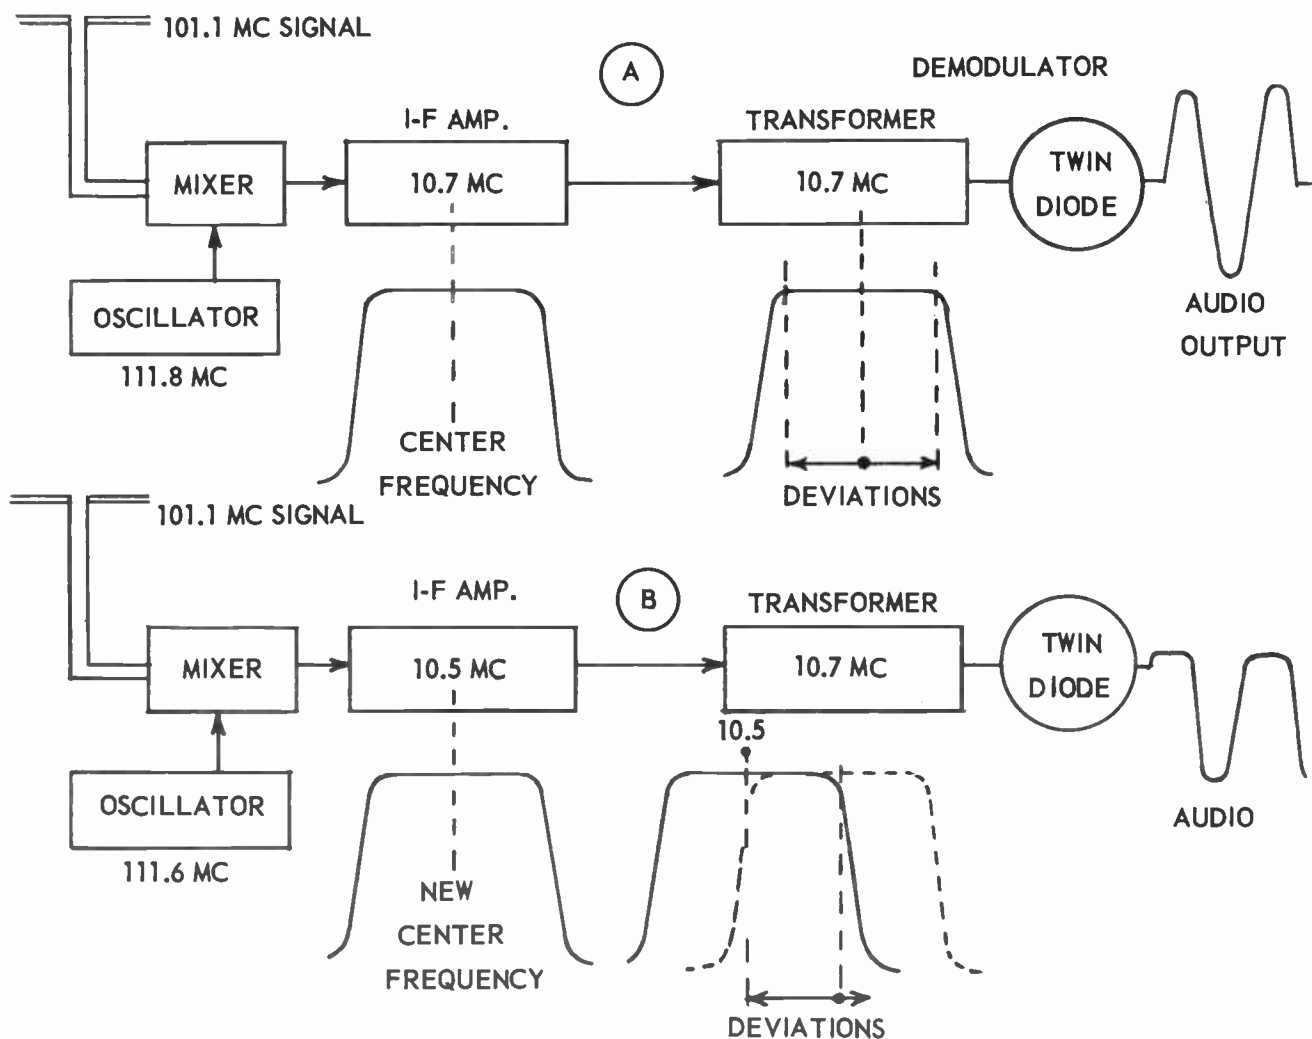 101.1 MC SIGNAL
A
DEMODULATOR
I-F AMP.
TRANSFORMER
MIXER
10.7 MC
10.7 MC
TWIN
DIODE
OSCILLATOR
111.8 MC
AUDIO
OUTPUT
CENTER
FREQUENCY
DEVIATIONS
101.1 MC SIGNAL
I-F AMP.
B
TRANSFORMER
MIXER
10.5 MC
10.7 MC
TWIN
DIODE
10.5
OSCILLATOR
111.6 MC
AUDIO
NEW
CENTER
FREQUENCY
DEVIATIONS